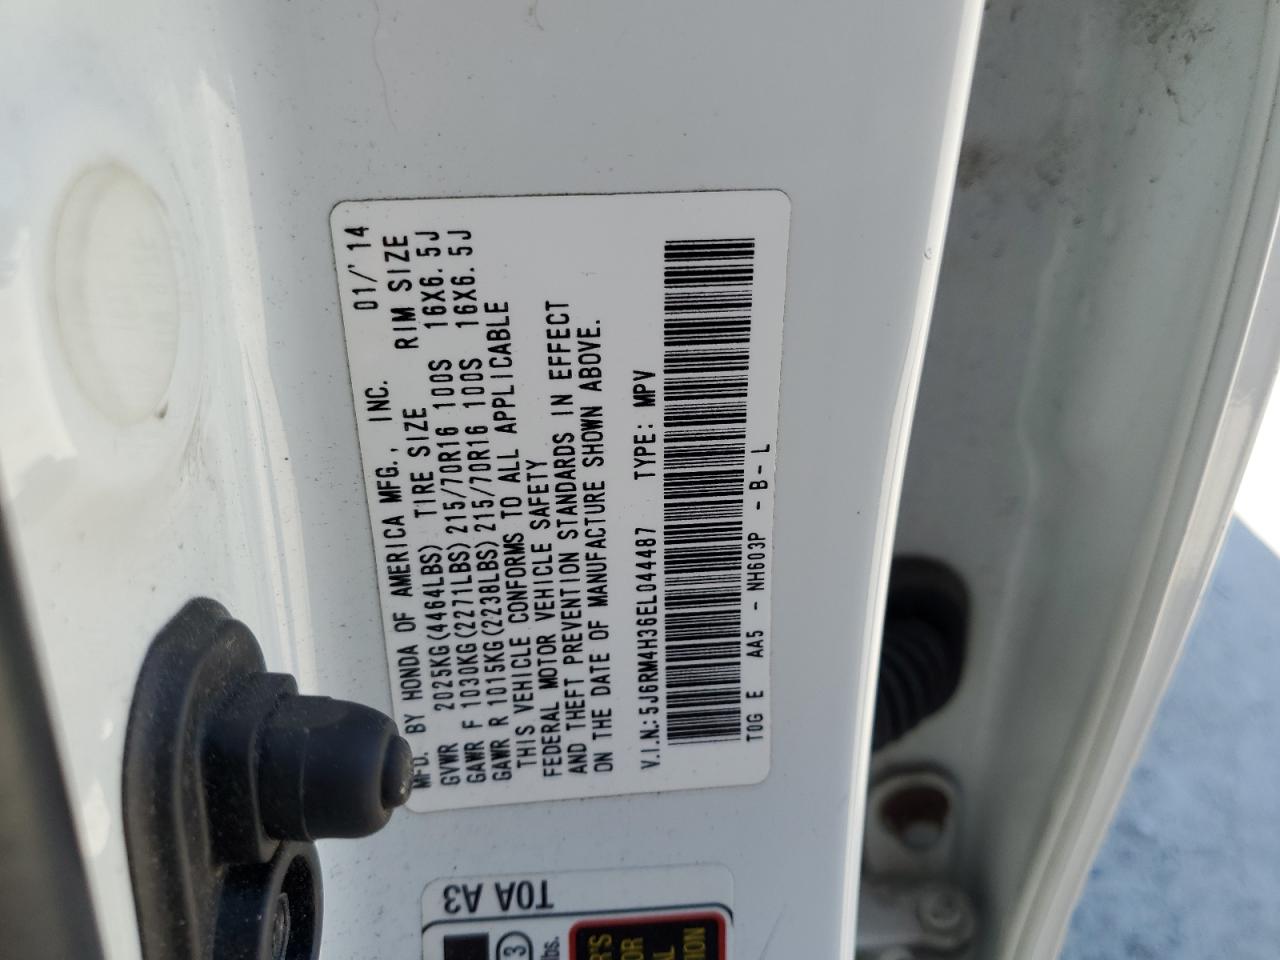 MFD. BY HONDA OF AMERICA MFG., INC. 01/'14
GVWR 2025KG(4464LBS) TIRE SIZE RIM SIZE
GAWR F 1030KG(2271LBS) 215/70R16 100S 16X6.5J
GAWR R 1015KG(2238LBS) 215/70R16 100S 16X6.5J
THIS VEHICLE CONFORMS TO ALL APPLICABLE
FEDERAL MOTOR VEHICLE SAFETY
AND THEFT PREVENTION STANDARDS IN EFFECT
ON THE DATE OF MANUFACTURE SHOWN ABOVE.
V.I.N.: 5J6RM4H36EL044487 TYPE: MPV
T0G E AA5 - NH603P - B - L
T0A A3
3
lbs.